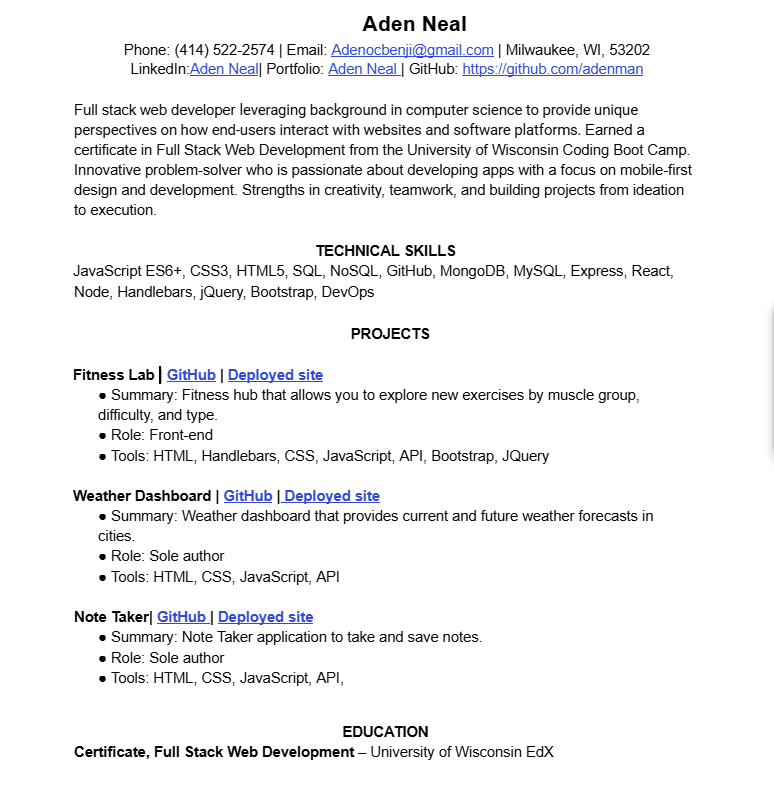 Aden Neal
Phone: (414) 522-2574 | Email: Adenocbenji@gmail.com | Milwaukee, WI, 53202
LinkedIn:Aden Neal| Portfolio: Aden Neal | GitHub: https://github.com/adenman
Full stack web developer leveraging background in computer science to provide unique
perspectives on how end-users interact with websites and software platforms. Earned a
certificate in Full Stack Web Development from the University of Wisconsin Coding Boot Camp.
Innovative problem-solver who is passionate about developing apps with a focus on mobile-first
design and development. Strengths in creativity, teamwork, and building projects from ideation
to execution.
TECHNICAL SKILLS
JavaScript ES6+, CSS3, HTML5, SQL, NoSQL, GitHub, MongoDB, MySQL, Express, React,
Node, Handlebars, jQuery, Bootstrap, DevOps
PROJECTS
Fitness Lab | GitHub | Deployed site
● Summary: Fitness hub that allows you to explore new exercises by muscle group,
difficulty, and type.
● Role: Front-end
● Tools: HTML, Handlebars, CSS, JavaScript, API, Bootstrap, JQuery
Weather Dashboard | GitHub | Deployed site
● Summary: Weather dashboard that provides current and future weather forecasts in
cities.
● Role: Sole author
● Tools: HTML, CSS, JavaScript, API
Note Taker| GitHub | Deployed site
● Summary: Note Taker application to take and save notes.
● Role: Sole author
● Tools: HTML, CSS, JavaScript, API,
EDUCATION
Certificate, Full Stack Web Development – University of Wisconsin EdX